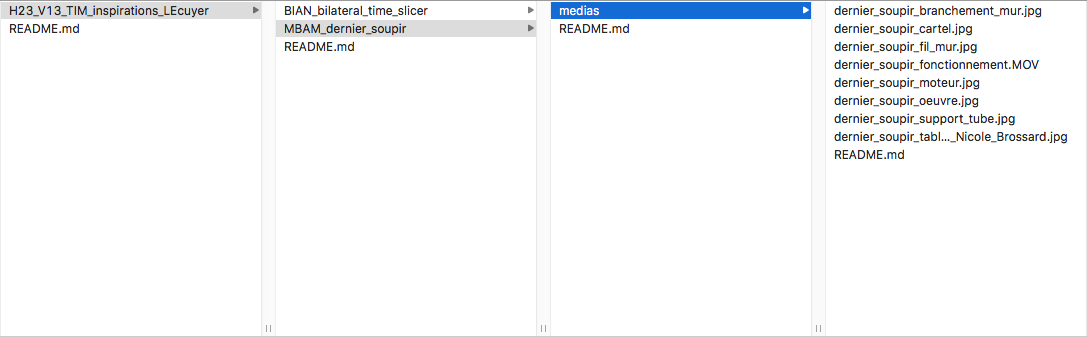 H23_V13_TIM_inspirations_LEcuyer
README.md
BIAN_bilateral_time_slicer
MBAM_dernier_soupir
README.md
medias
README.md
dernier_soupir_branchement_mur.jpg
dernier_soupir_cartel.jpg
dernier_soupir_fil_mur.jpg
dernier_soupir_fonctionnement.MOV
dernier_soupir_moteur.jpg
dernier_soupir_oeuvre.jpg
dernier_soupir_support_tube.jpg
dernier_soupir_tabl..._Nicole_Brossard.jpg
README.md